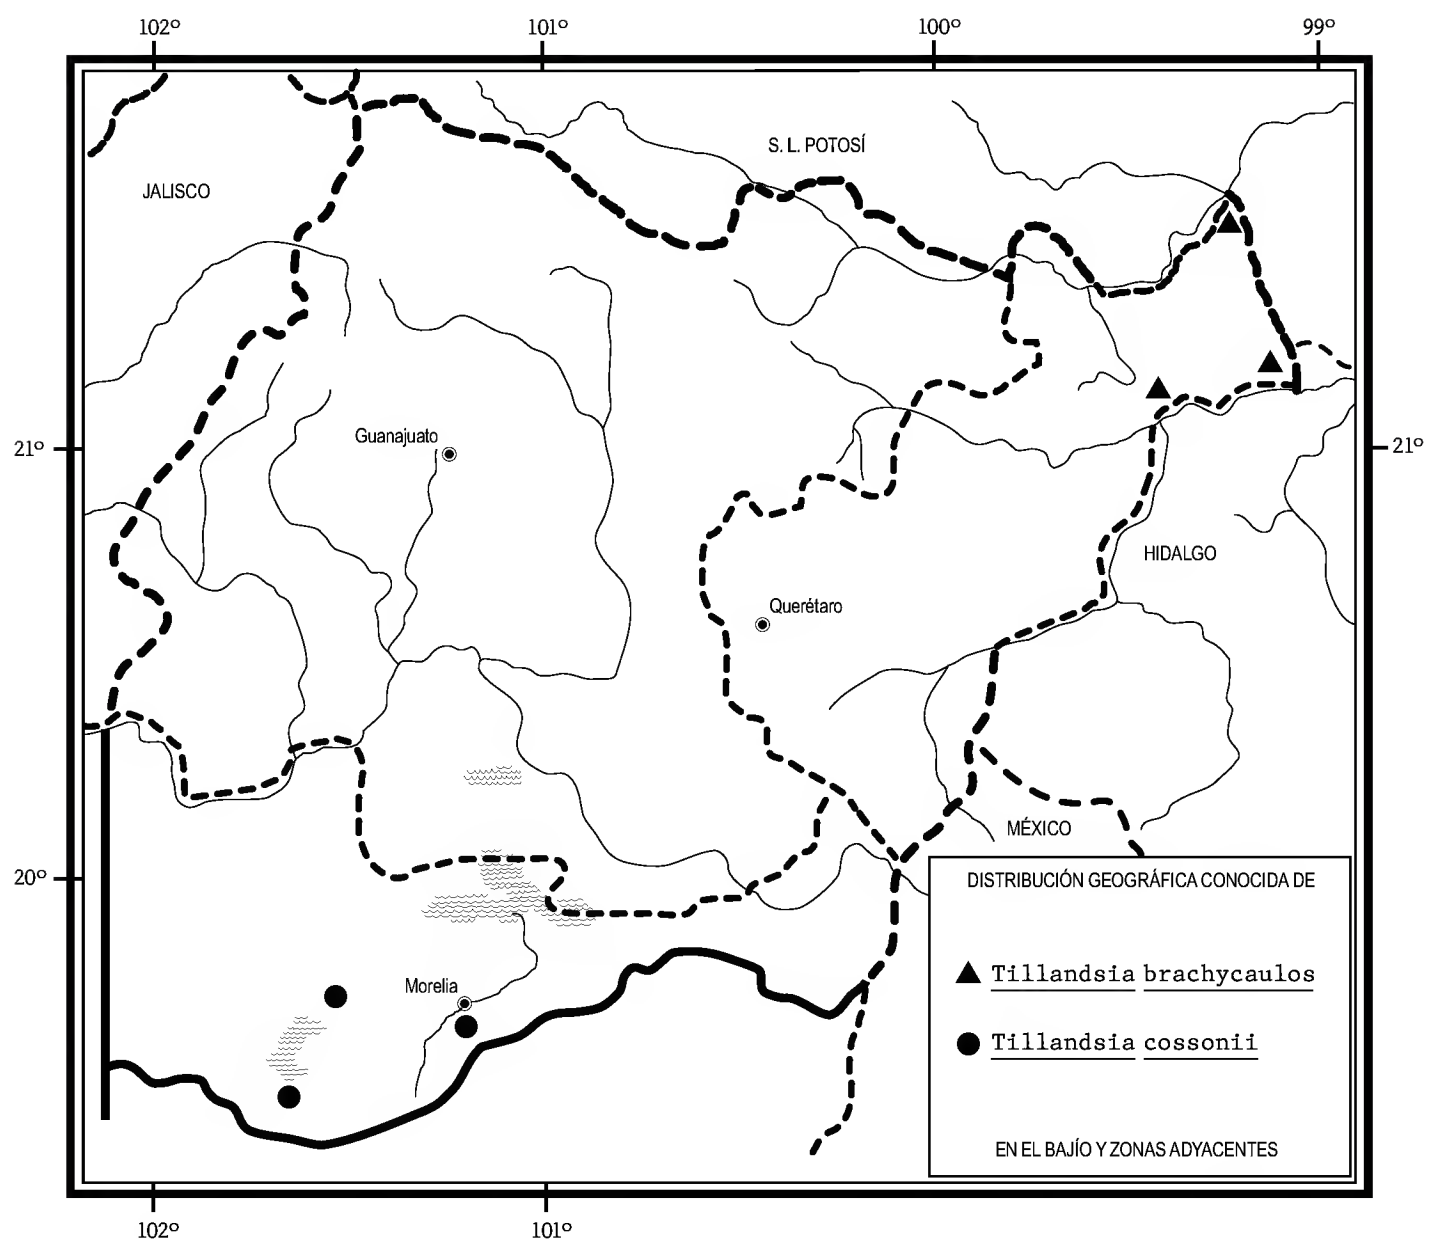 102º 101º 100º 99º
S. L. POTOSÍ
JALISCO
Guanajuato
21º 21º
HIDALGO
Querétaro
MÉXICO
20º
DISTRIBUCIÓN GEOGRÁFICA CONOCIDA DE
Tillandsia brachycaulos
Morelia
Tillandsia cossonii
EN EL BAJÍO Y ZONAS ADYACENTES
102º 101º